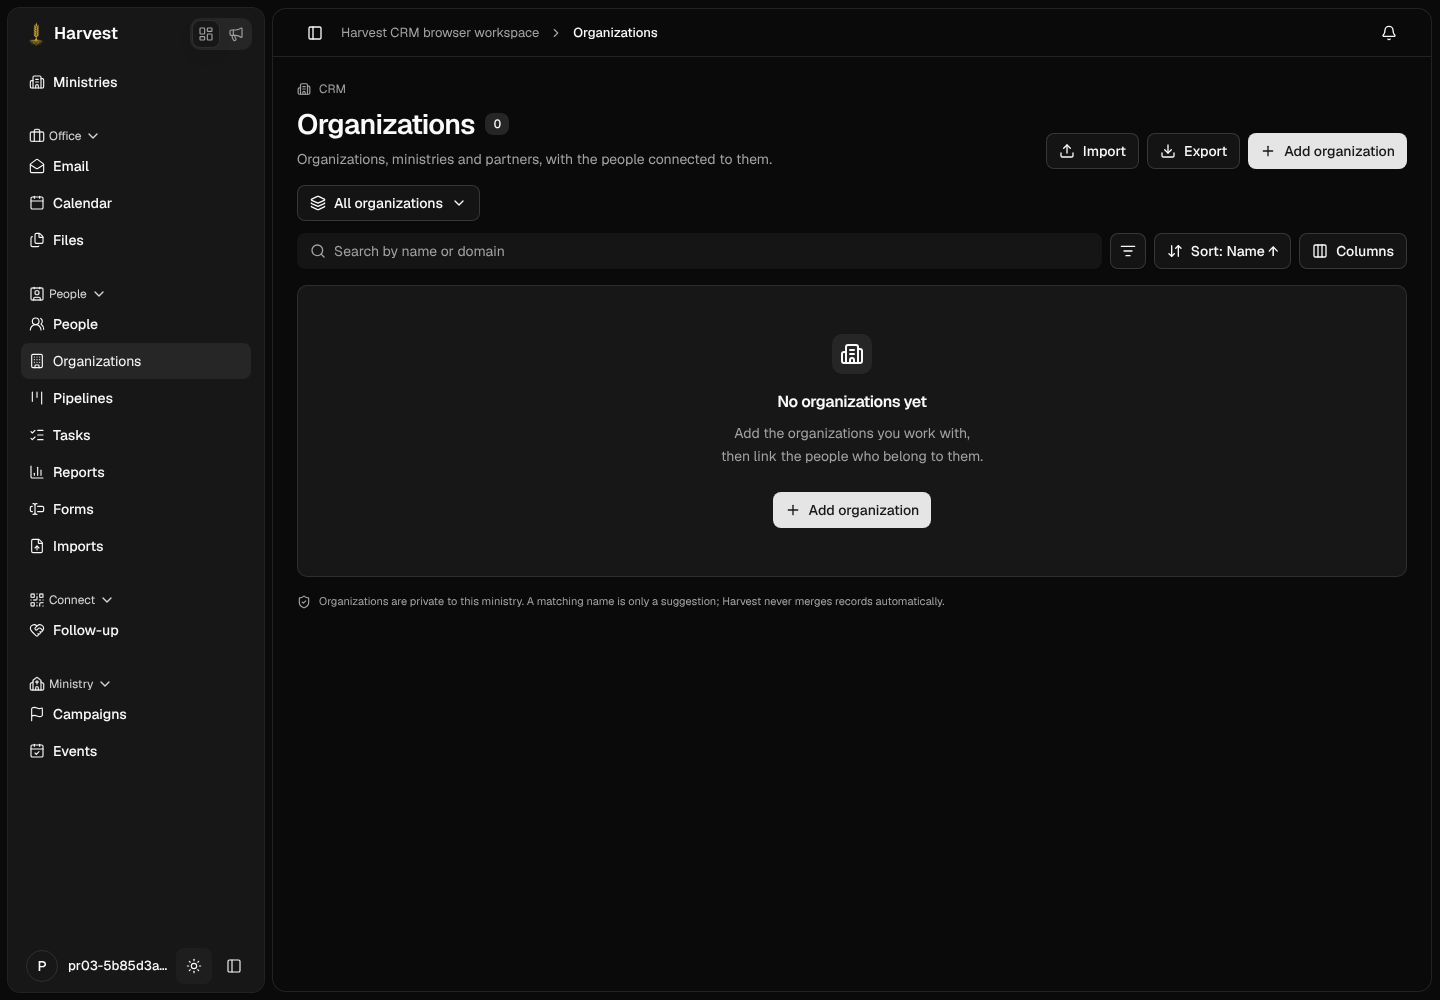 Harvest
Ministries
Office
Email
Calendar
Files
People
People
Organizations
Pipelines
Tasks
Reports
Forms
Imports
Connect
Follow-up
Ministry
Campaigns
Events
P
pr03-5b85d3a...
Harvest CRM browser workspace
Organizations
CRM
Organizations 0
Organizations, ministries and partners, with the people connected to them.
Import
Export
Add organization
All organizations
Search by name or domain
Sort: Name ↑
Columns
No organizations yet
Add the organizations you work with,
then link the people who belong to them.
Add organization
Organizations are private to this ministry. A matching name is only a suggestion; Harvest never merges records automatically.